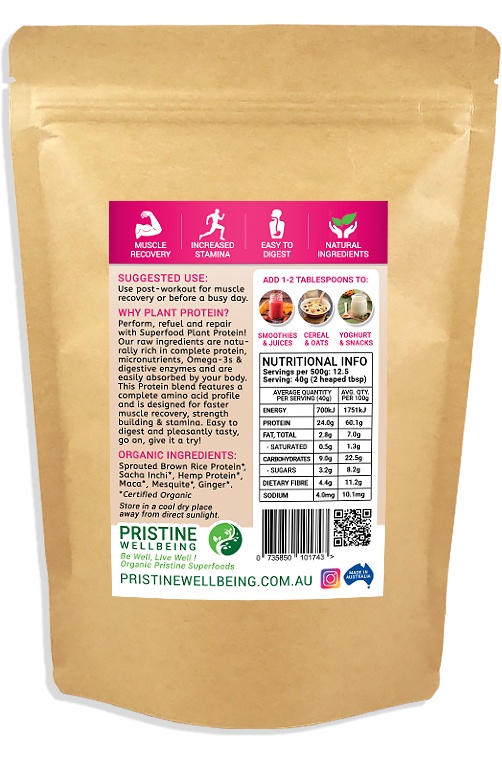 MUSCLE
RECOVERY
INCREASED
STAMINA
EASY TO
DIGEST
NATURAL
INGREDIENTS
SUGGESTED USE:
Use post-workout for muscle
recovery or before a busy day.
WHY PLANT PROTEIN?
Perform, refuel and repair
with Superfood Plant Protein!
Our raw ingredients are natu-
rally rich in complete protein,
micronutrients, Omega-3s &
digestive enzymes and are
easily absorbed by your body.
This Protein blend features a
complete amino acid profile
and is designed for faster
muscle recovery, strength
building & stamina. Easy to
digest and pleasantly tasty,
go on, give it a try!
ORGANIC INGREDIENTS:
Sprouted Brown Rice Protein*,
Sacha Inchi*, Hemp Protein*,
Maca*, Mesquite*, Ginger*.
*Certified Organic
Store in a cool dry place
away from direct sunlight.
ADD 1-2 TABLESPOONS TO:
SMOOTHIES
& JUICES
CEREAL
& OATS
YOGHURT
& SNACKS
NUTRITIONAL INFO
Servings per 500g: 12.5
Serving: 40g (2 heaped tbsp)
AVERAGE QUANTITY
PER SERVING (40g)
AVG. QTY.
PER 100g
ENERGY 700kJ 1751kJ
PROTEIN 24.0g 60.1g
FAT, TOTAL 2.8g 7.0g
- SATURATED 0.5g 1.3g
CARBOHYDRATES 9.0g 22.5g
- SUGARS 3.2g 8.2g
DIETARY FIBRE 4.4g 11.2g
SODIUM 4.0mg 10.1mg
0 735850 101743 >
PRISTINE
WELLBEING
Be Well, Live Well !
Organic Pristine Superfoods
PRISTINEWELLBEING.COM.AU
MADE IN
AUSTRALIA